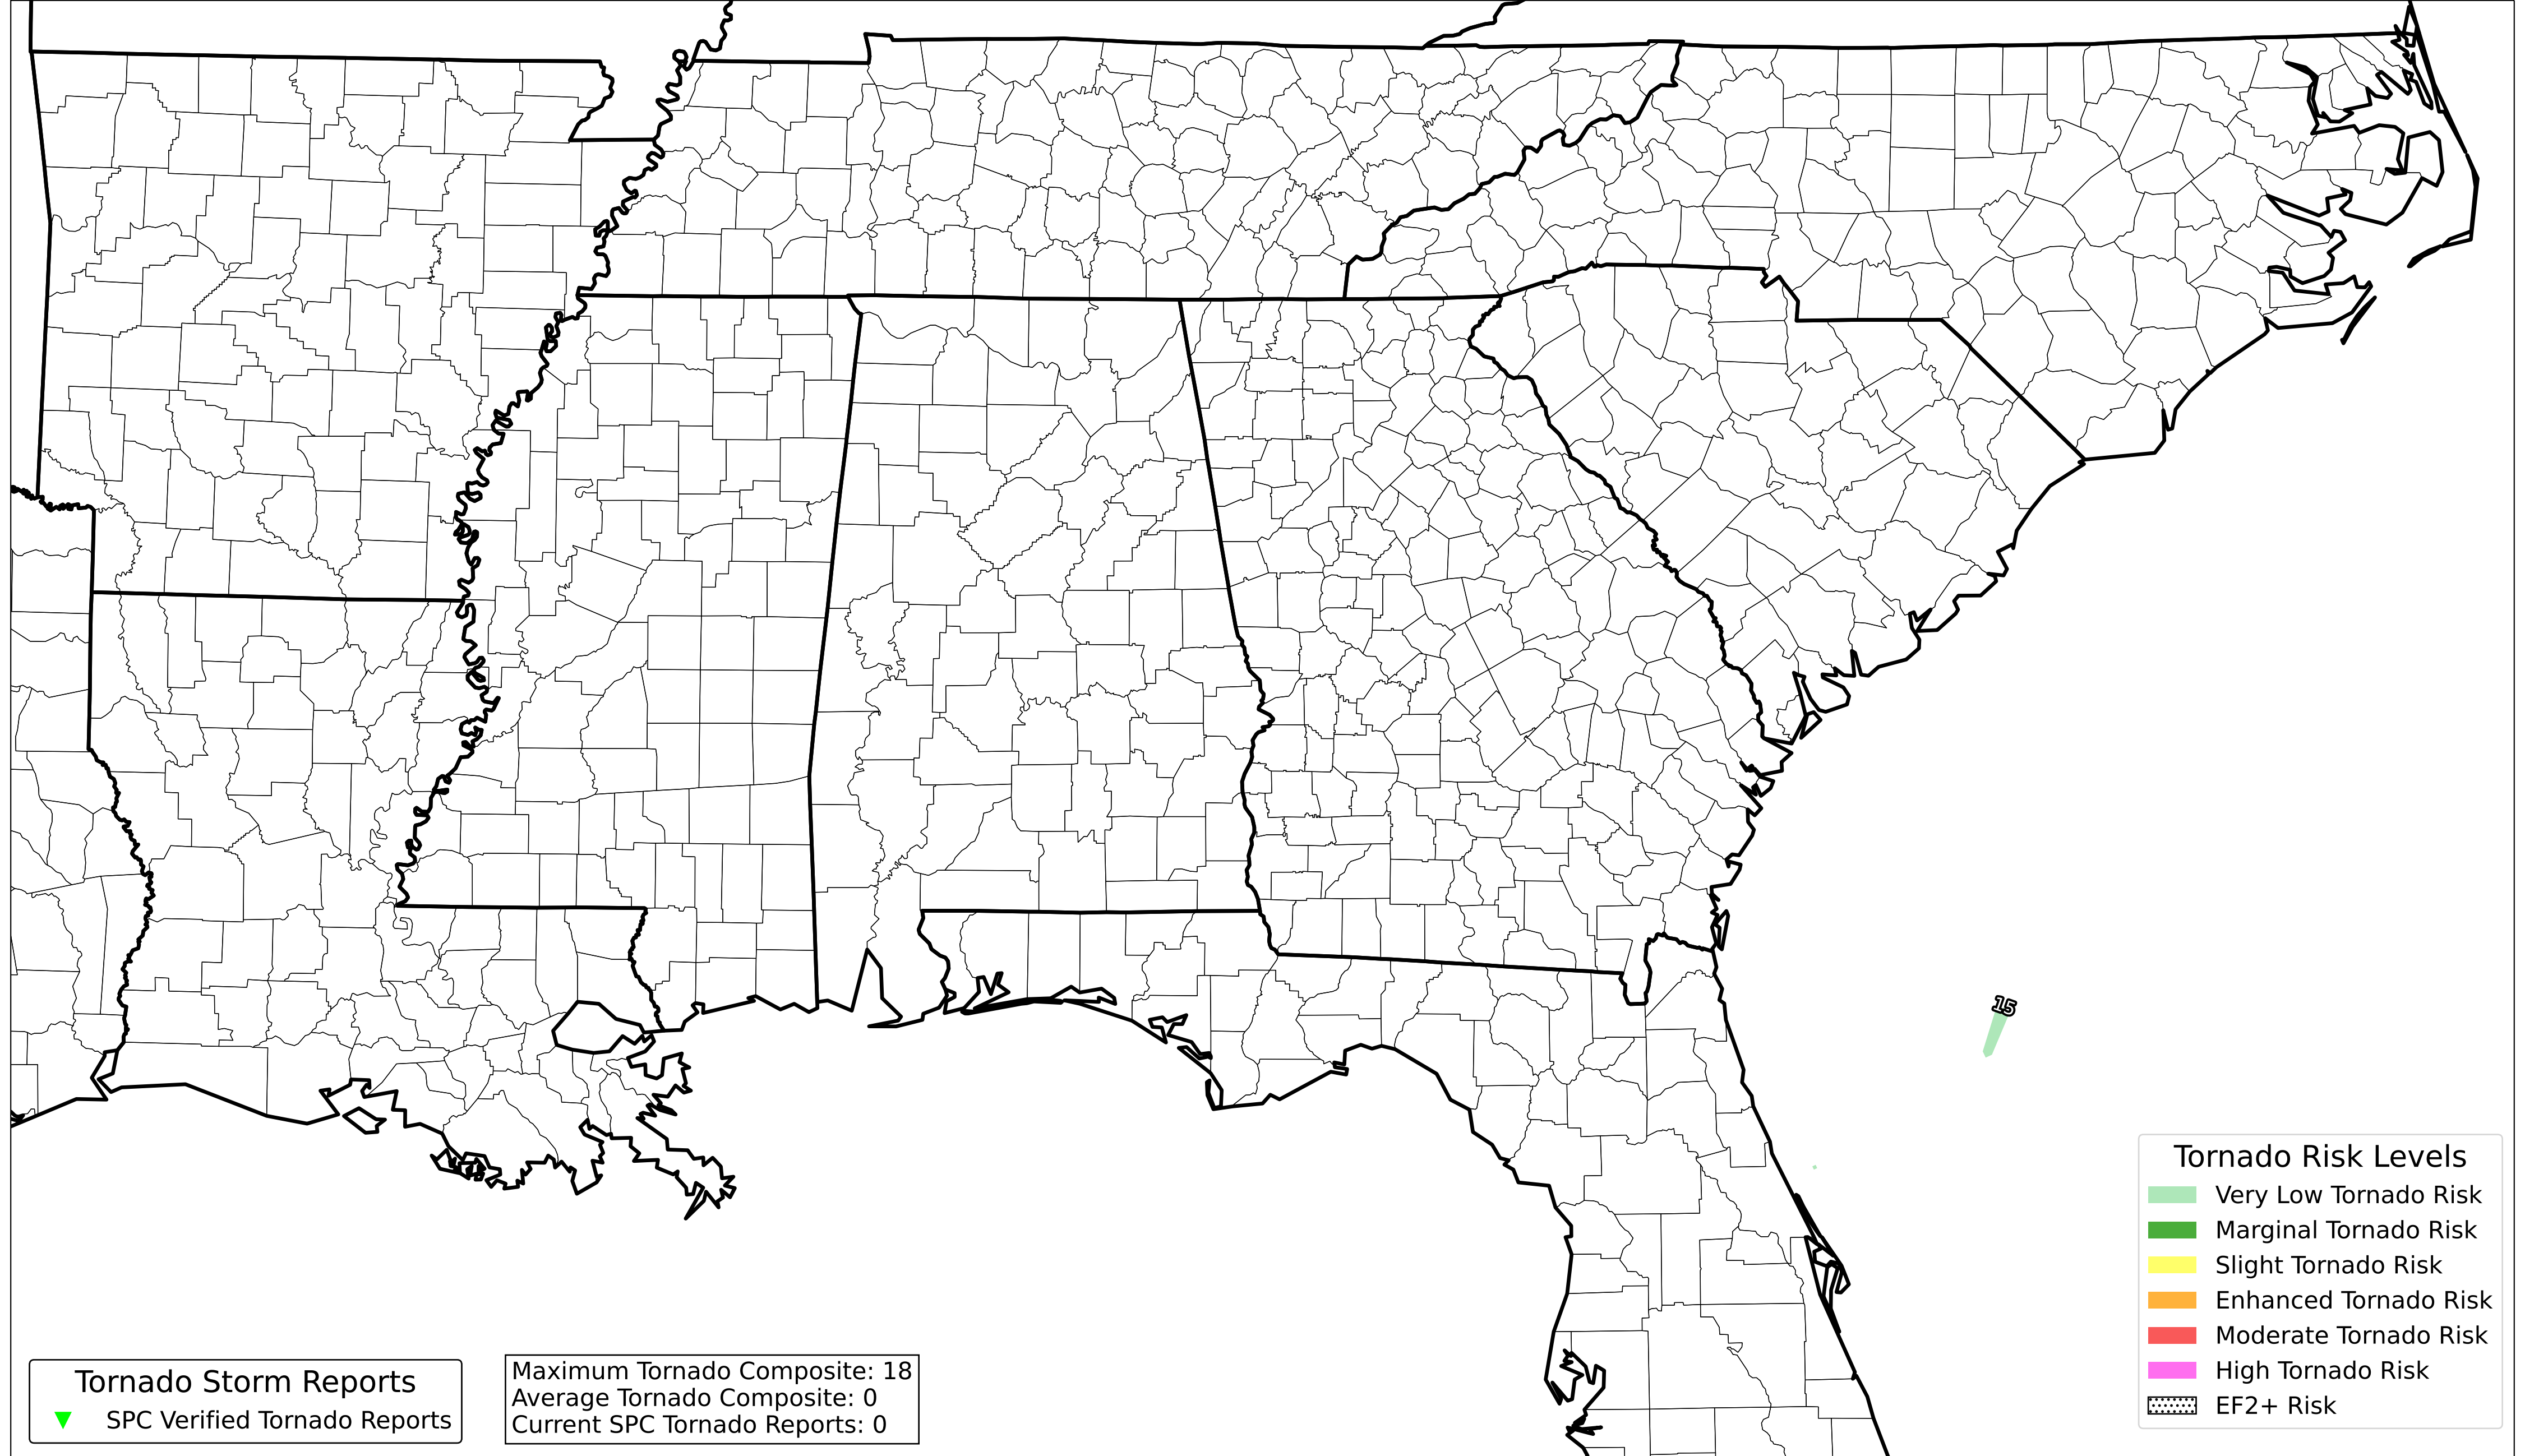 15
Tornado Risk Levels
Very Low Tornado Risk
Marginal Tornado Risk
Slight Tornado Risk
Enhanced Tornado Risk
Moderate Tornado Risk
High Tornado Risk
EF2+ Risk
Tornado Storm Reports
SPC Verified Tornado Reports
Maximum Tornado Composite: 18
Average Tornado Composite: 0
Current SPC Tornado Reports: 0